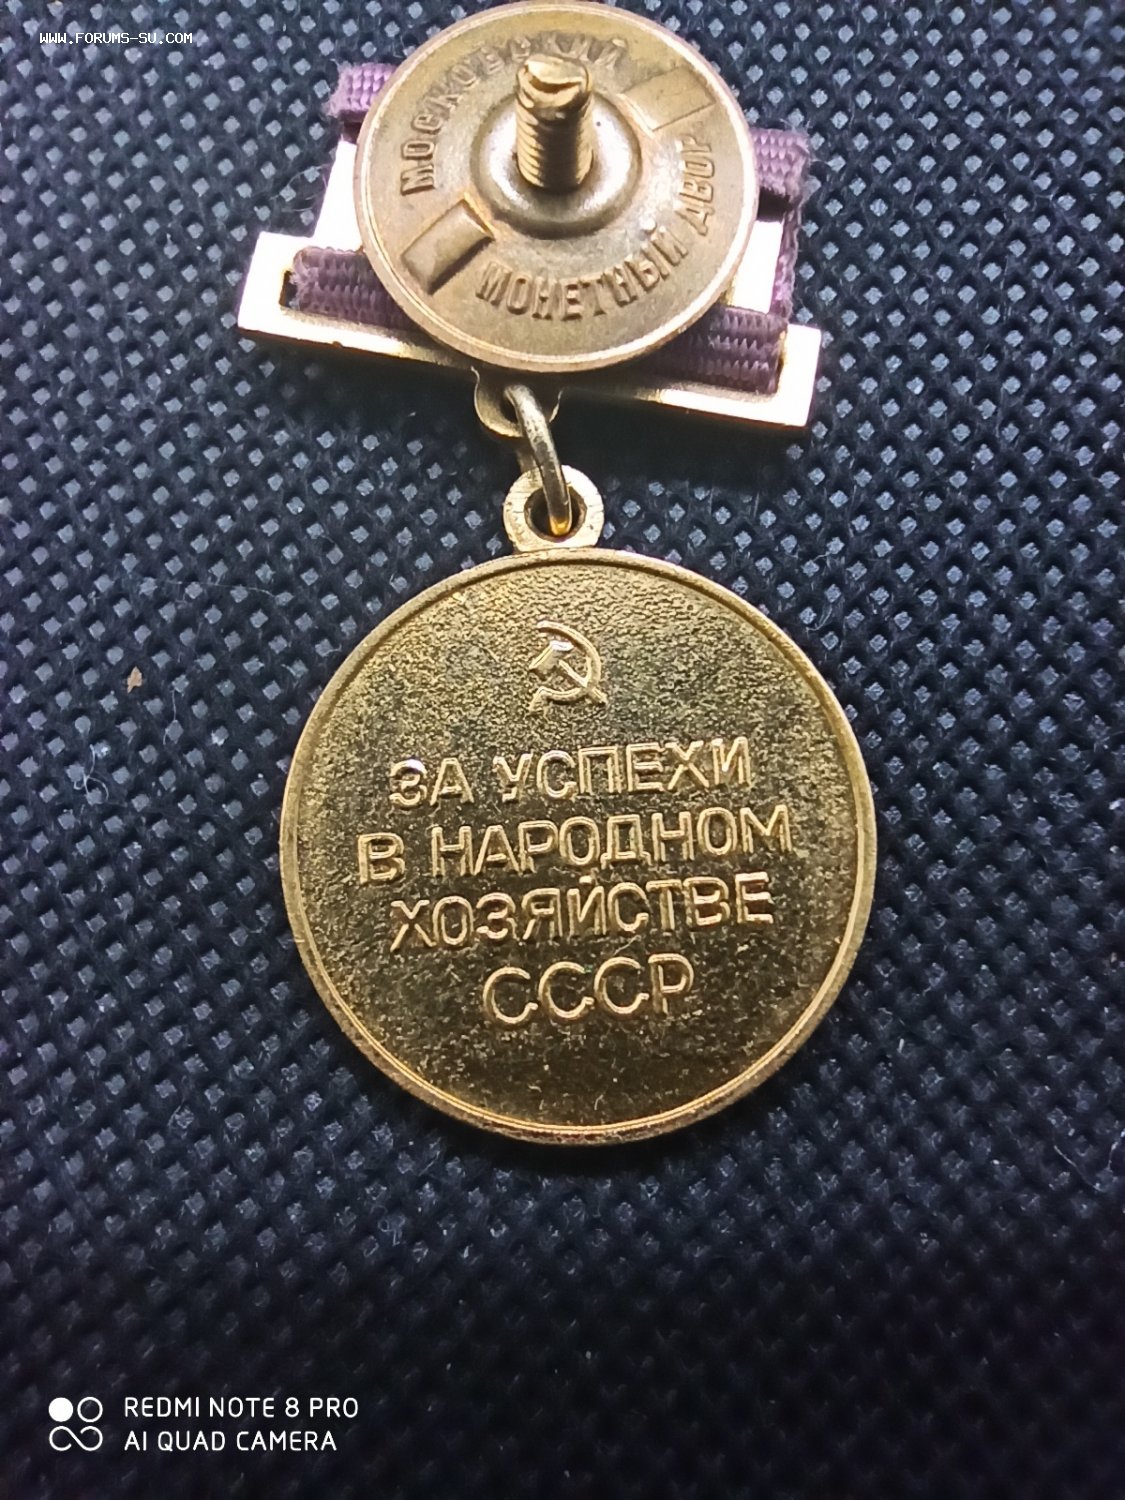 WWW.FORUMS-SU.COM
МОСКОВСКИЙ
МОНЕТНЫЙ ДВОР
ЗА УСПЕХИ
В НАРОДНОМ
ХОЗЯЙСТВЕ
СССР
REDMI NOTE 8 PRO
AI QUAD CAMERA